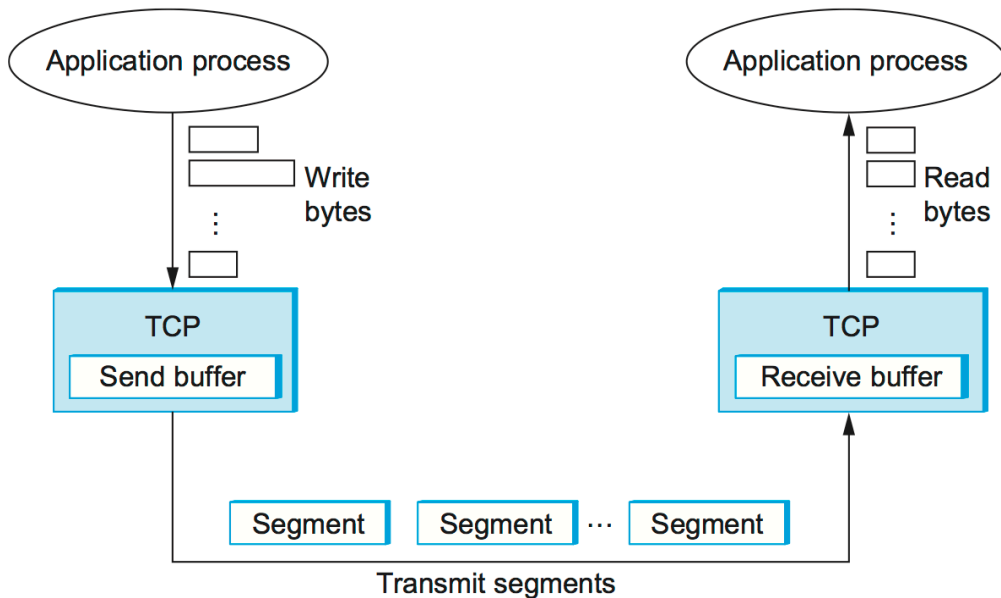 Application process
Application process
Write
bytes
⋮
Read
bytes
⋮
TCP
Send buffer
TCP
Receive buffer
Segment
Segment
...
Segment
Transmit segments